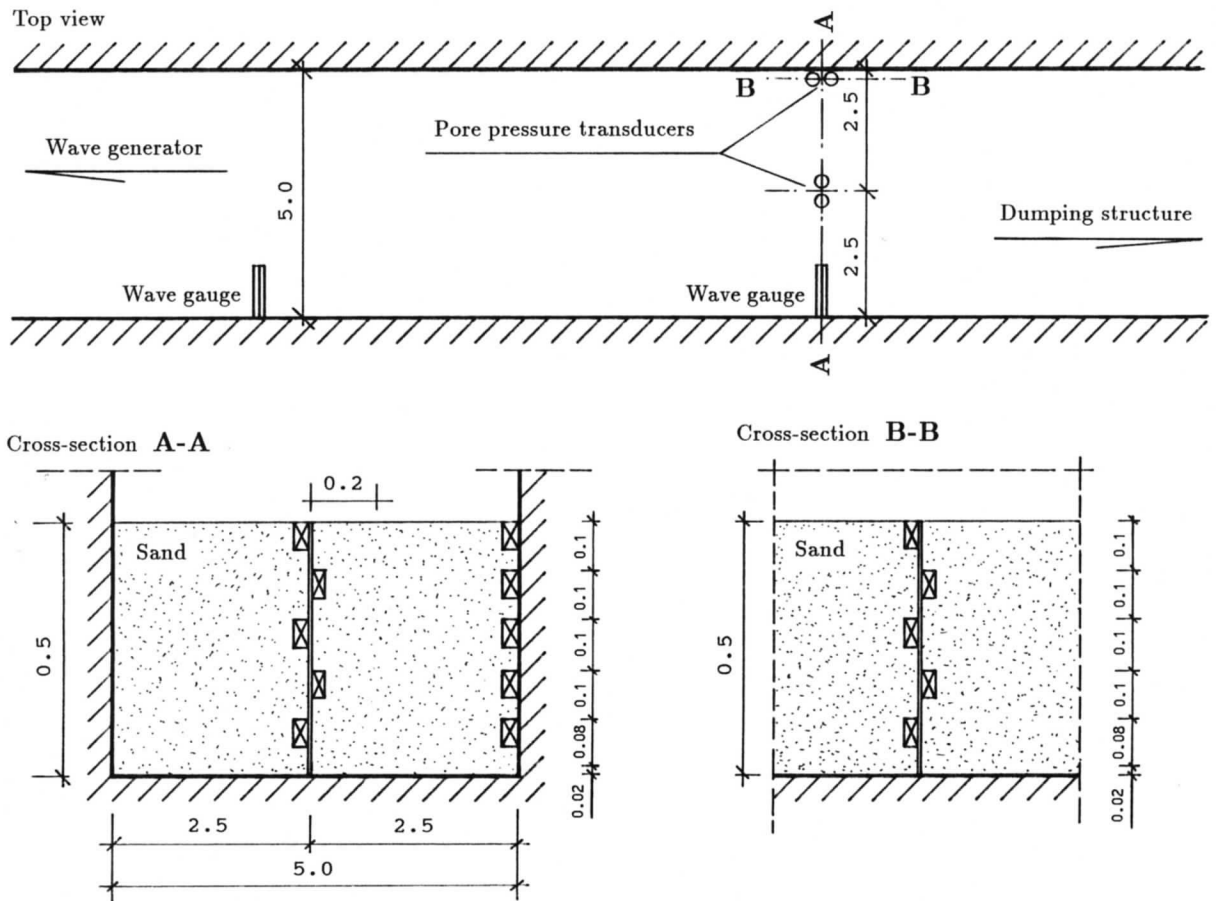 Top view
A
B
B
2.5
Pore pressure transducers
Wave generator
5.0
Dumping structure
2.5
Wave gauge
Wave gauge
A
Cross-section A-A
Cross-section B-B
0.2
Sand
0.5
0.1
0.1
0.1
0.1
0.08
0.02
2.5
2.5
5.0
Sand
0.5
0.1
0.1
0.1
0.1
0.08
0.02